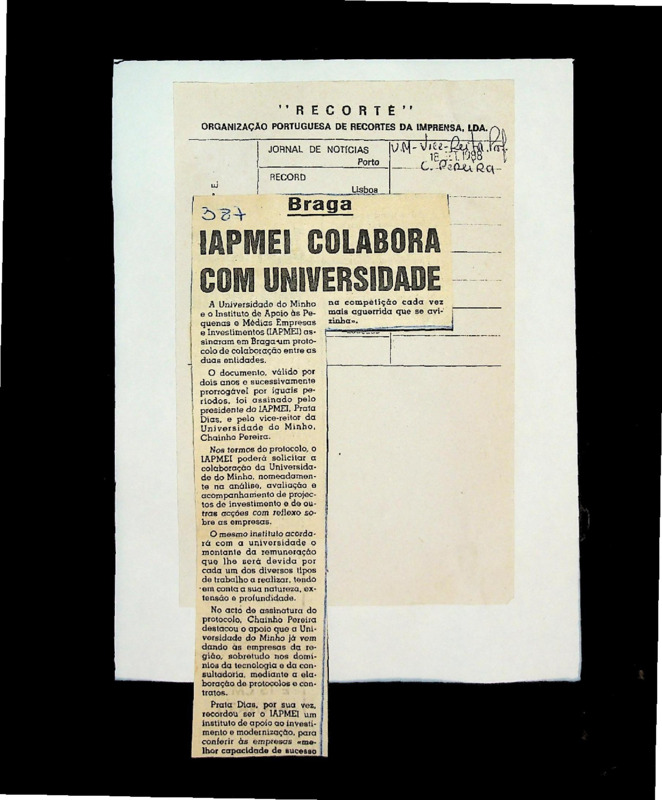 "RECORTE"
ORGANIZAÇÃO PORTUGUESA DE RECORTES DA IMPRENSA, LDA.
JORNAL DE NOTÍCIAS
Porto
RECORD
Lisboa
U.M - Vice-Reitor Prof
C. Pereira
387
Braga
IAPMEI COLABORA
COM UNIVERSIDADE
A Universidade do Minho
e o Instituto de Apoio às Pe-
quenas e Médias Empresas
e Investimentos (IAPMEI) as-
sinaram em Braga um proto-
colo de colaboração entre as
duas entidades.
O documento, válido por
dois anos e sucessivamente
prorrogável por iguais pe-
ríodos, foi assinado pelo
presidente do IAPMEI, Prata
Dias, e pelo vice-reitor da
Universidade do Minho,
Chainho Pereira.
Nos termos do protocolo, o
IAPMEI poderá solicitar a
colaboração da Universida-
de do Minho, nomeadamen-
te na análise, avaliação e
acompanhamento de projec-
tos de investimento e de ou-
tras acções com reflexo so-
bre as empresas.
O mesmo instituto acorda-
rá com a universidade o
montante da remuneração
que lhe será devida por
cada um dos diversos tipos
de trabalho a realizar, tendo
em conta a sua natureza, ex-
tensão e profundidade.
No acto de assinatura do
protocolo, Chainho Pereira
destacou o apoio que a Uni-
versidade do Minho já vem
dando às empresas da re-
gião, sobretudo nos domí-
nios da tecnologia e da con-
sultadoria, mediante a ela-
boração de protocolos e con-
tratos.
Prata Dias, por sua vez,
recordou ser o IAPMEI um
instituto de apoio ao investi-
mento e modernização, para
conferir às empresas «me-
lhor capacidade de sucesso
na competição cada vez
mais aguerrida que se avi-
zinha».